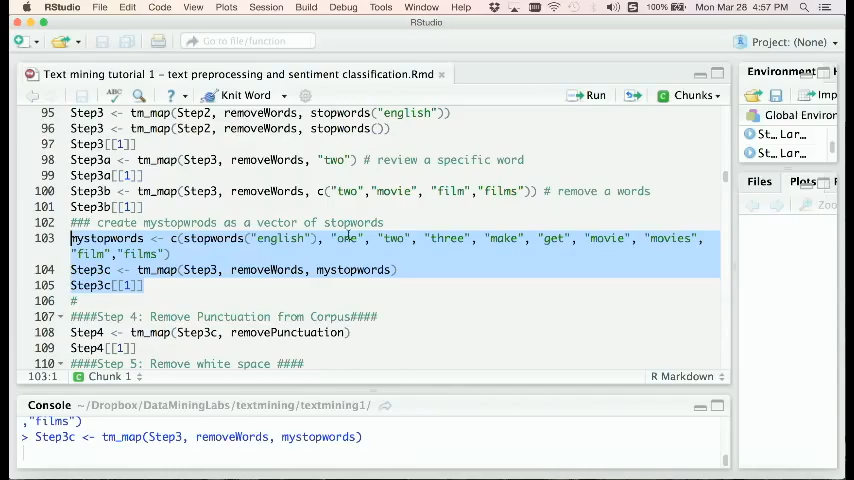 RStudio File Edit Code View Plots Session Build Debug Tools Window Help 100% Mon Mar 28 4:57 PM
RStudio
Go to file/function Project: (None)
Text mining tutorial 1 - text preprocessing and sentiment classification.Rmd
ABC Knit Word Run Chunks
95 Step3 <- tm_map(Step2, removeWords, stopwords("english"))
96 Step3 <- tm_map(Step2, removeWords, stopwords())
97 Step3[[1]]
98 Step3a <- tm_map(Step3, removeWords, "two") # review a specific word
99 Step3a[[1]]
100 Step3b <- tm_map(Step3, removeWords, c("two","movie", "film","films")) # remove a words
101 Step3b[[1]]
102 ### create mystopwrods as a vector of stopwords
103 mystopwords <- c(stopwords("english"), "one", "two", "three", "make", "get", "movie", "movies",
"film","films")
104 Step3c <- tm_map(Step3, removeWords, mystopwords)
105 Step3c[[1]]
106 #
107 ####Step 4: Remove Punctuation from Corpus####
108 Step4 <- tm_map(Step3c, removePunctuation)
109 Step4[[1]]
110 ####Step 5: Remove white space ####
103:1 Chunk 1 R Markdown
Console ~/Dropbox/DataMiningLabs/textmining/textmining1/
,"films")
> Step3c <- tm_map(Step3, removeWords, mystopwords)
Environment
Imp
Global Environ
St… Lar…
St… Lar…
Files Plots
Zoo